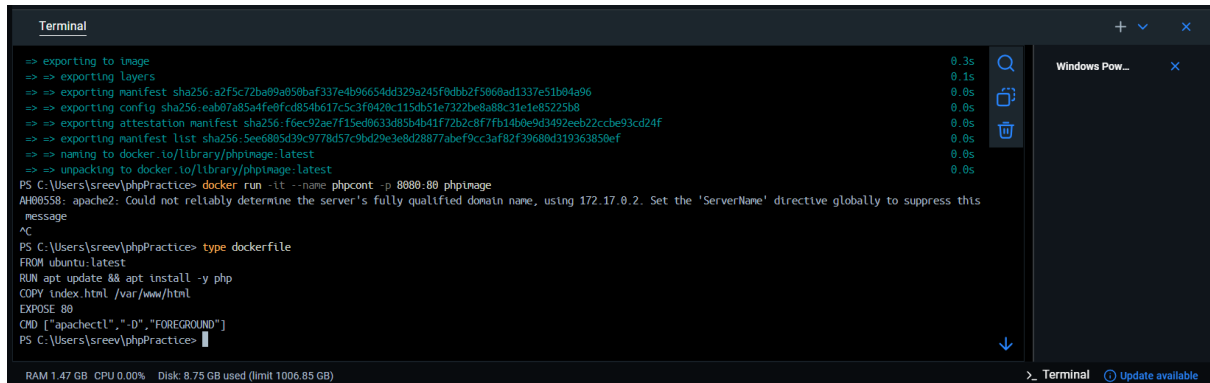 Terminal
=> exporting to image 0.3s
=> => exporting layers 0.1s
=> => exporting manifest sha256:a2f5c72ba09a050baf337e4b96654dd329a245f0dbb2f5060ad1337e51b04a96 0.0s
=> => exporting config sha256:eab07a85a4fe0fcd854b617c5c3f0420c115db51e7322be8a88c31e1e85225b8 0.0s
=> => exporting attestation manifest sha256:f6ec92ae7f15ed0633d85b4b41f72b2c8f7fb14b0e9d3492eeb22ccbe93cd24f 0.0s
=> => exporting manifest list sha256:5ee6805d39c9778d57c9bd29e3e8d28877abef9cc3af82f39680d319363850ef 0.0s
=> => naming to docker.io/library/phpimage:latest 0.0s
=> => unpacking to docker.io/library/phpimage:latest 0.0s
PS C:\Users\sreev\phpPractice> docker run -it --name phpcont -p 8080:80 phpimage
AH00558: apache2: Could not reliably determine the server's fully qualified domain name, using 172.17.0.2. Set the 'ServerName' directive globally to suppress this
message
^C
PS C:\Users\sreev\phpPractice> type dockerfile
FROM ubuntu:latest
RUN apt update && apt install -y php
COPY index.html /var/www/html
EXPOSE 80
CMD ["apachectl","-D","FOREGROUND"]
PS C:\Users\sreev\phpPractice>
Windows Pow...
RAM 1.47 GB CPU 0.00% Disk: 8.75 GB used (limit 1006.85 GB)
>_ Terminal
Update available